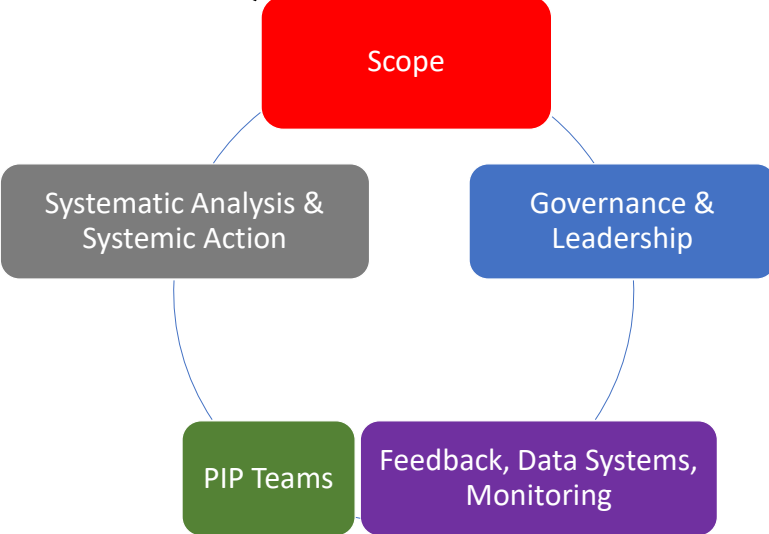 Scope
Systematic Analysis &
Systemic Action
Governance &
Leadership
PIP Teams
Feedback, Data Systems,
Monitoring